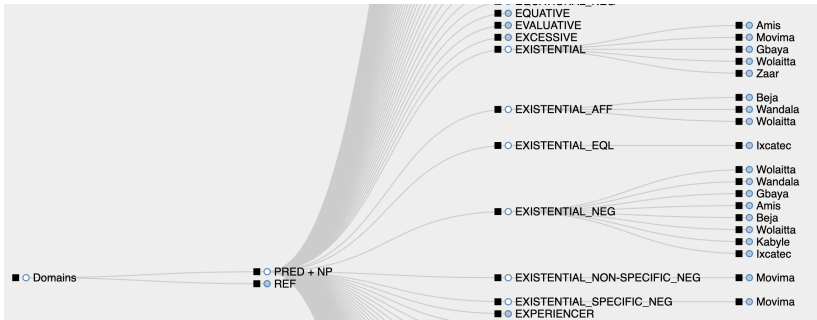 EQUATIVE
EVALUATIVE
EXCESSIVE
EXISTENTIAL
Amis
Movima
Gbaya
Wolaitta
Zaar
EXISTENTIAL_AFF
Beja
Wandala
Wolaitta
EXISTENTIAL_EQL
Ixcatec
EXISTENTIAL_NEG
Wolaitta
Wandala
Gbaya
Amis
Beja
Wolaitta
Kabyle
Ixcatec
Domains
PRED + NP
REF
EXISTENTIAL_NON-SPECIFIC_NEG
Movima
EXISTENTIAL_SPECIFIC_NEG
Movima
EXPERIENCER